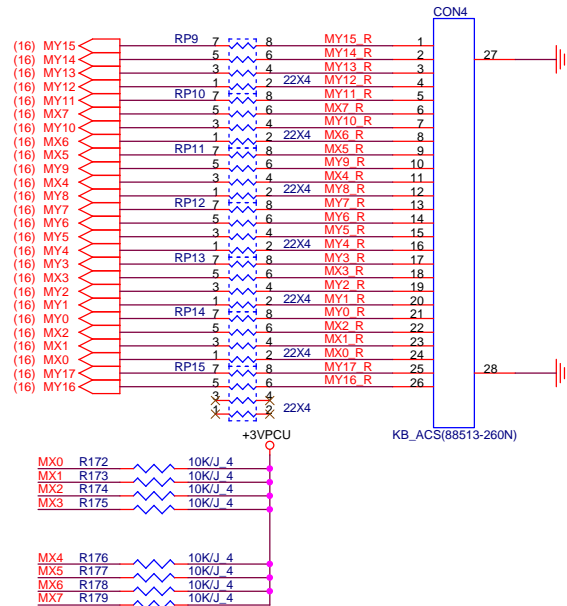 CON4
(16) MY15 RP9 7 8 MY15_R 1
(16) MY14 5 6 MY14_R 2 27
(16) MY13 3 4 MY13_R 3
(16) MY12 1 2 22X4 MY12_R 4
(16) MY11 RP10 7 8 MY11_R 5
(16) MX7 5 6 MX7_R 6
(16) MY10 3 4 MY10_R 7
(16) MX6 1 2 22X4 MX6_R 8
(16) MX5 RP11 7 8 MX5_R 9
(16) MY9 5 6 MY9_R 10
(16) MX4 3 4 MX4_R 11
(16) MY8 1 2 22X4 MY8_R 12
(16) MY7 RP12 7 8 MY7_R 13
(16) MY6 5 6 MY6_R 14
(16) MY5 3 4 MY5_R 15
(16) MY4 1 2 22X4 MY4_R 16
(16) MY3 RP13 7 8 MY3_R 17
(16) MX3 5 6 MX3_R 18
(16) MY2 3 4 MY2_R 19
(16) MY1 1 2 22X4 MY1_R 20
(16) MY0 RP14 7 8 MY0_R 21
(16) MX2 5 6 MX2_R 22
(16) MX1 3 4 MX1_R 23
(16) MX0 1 2 22X4 MX0_R 24
(16) MY17 RP15 7 8 MY17_R 25 28
(16) MY16 5 6 MY16_R 26
3 4
1 2 22X4
+3VPCU KB_ACS(88513-260N)
MX0 R172 10K/J_4
MX1 R173 10K/J_4
MX2 R174 10K/J_4
MX3 R175 10K/J_4
MX4 R176 10K/J_4
MX5 R177 10K/J_4
MX6 R178 10K/J_4
MX7 R179 10K/J_4